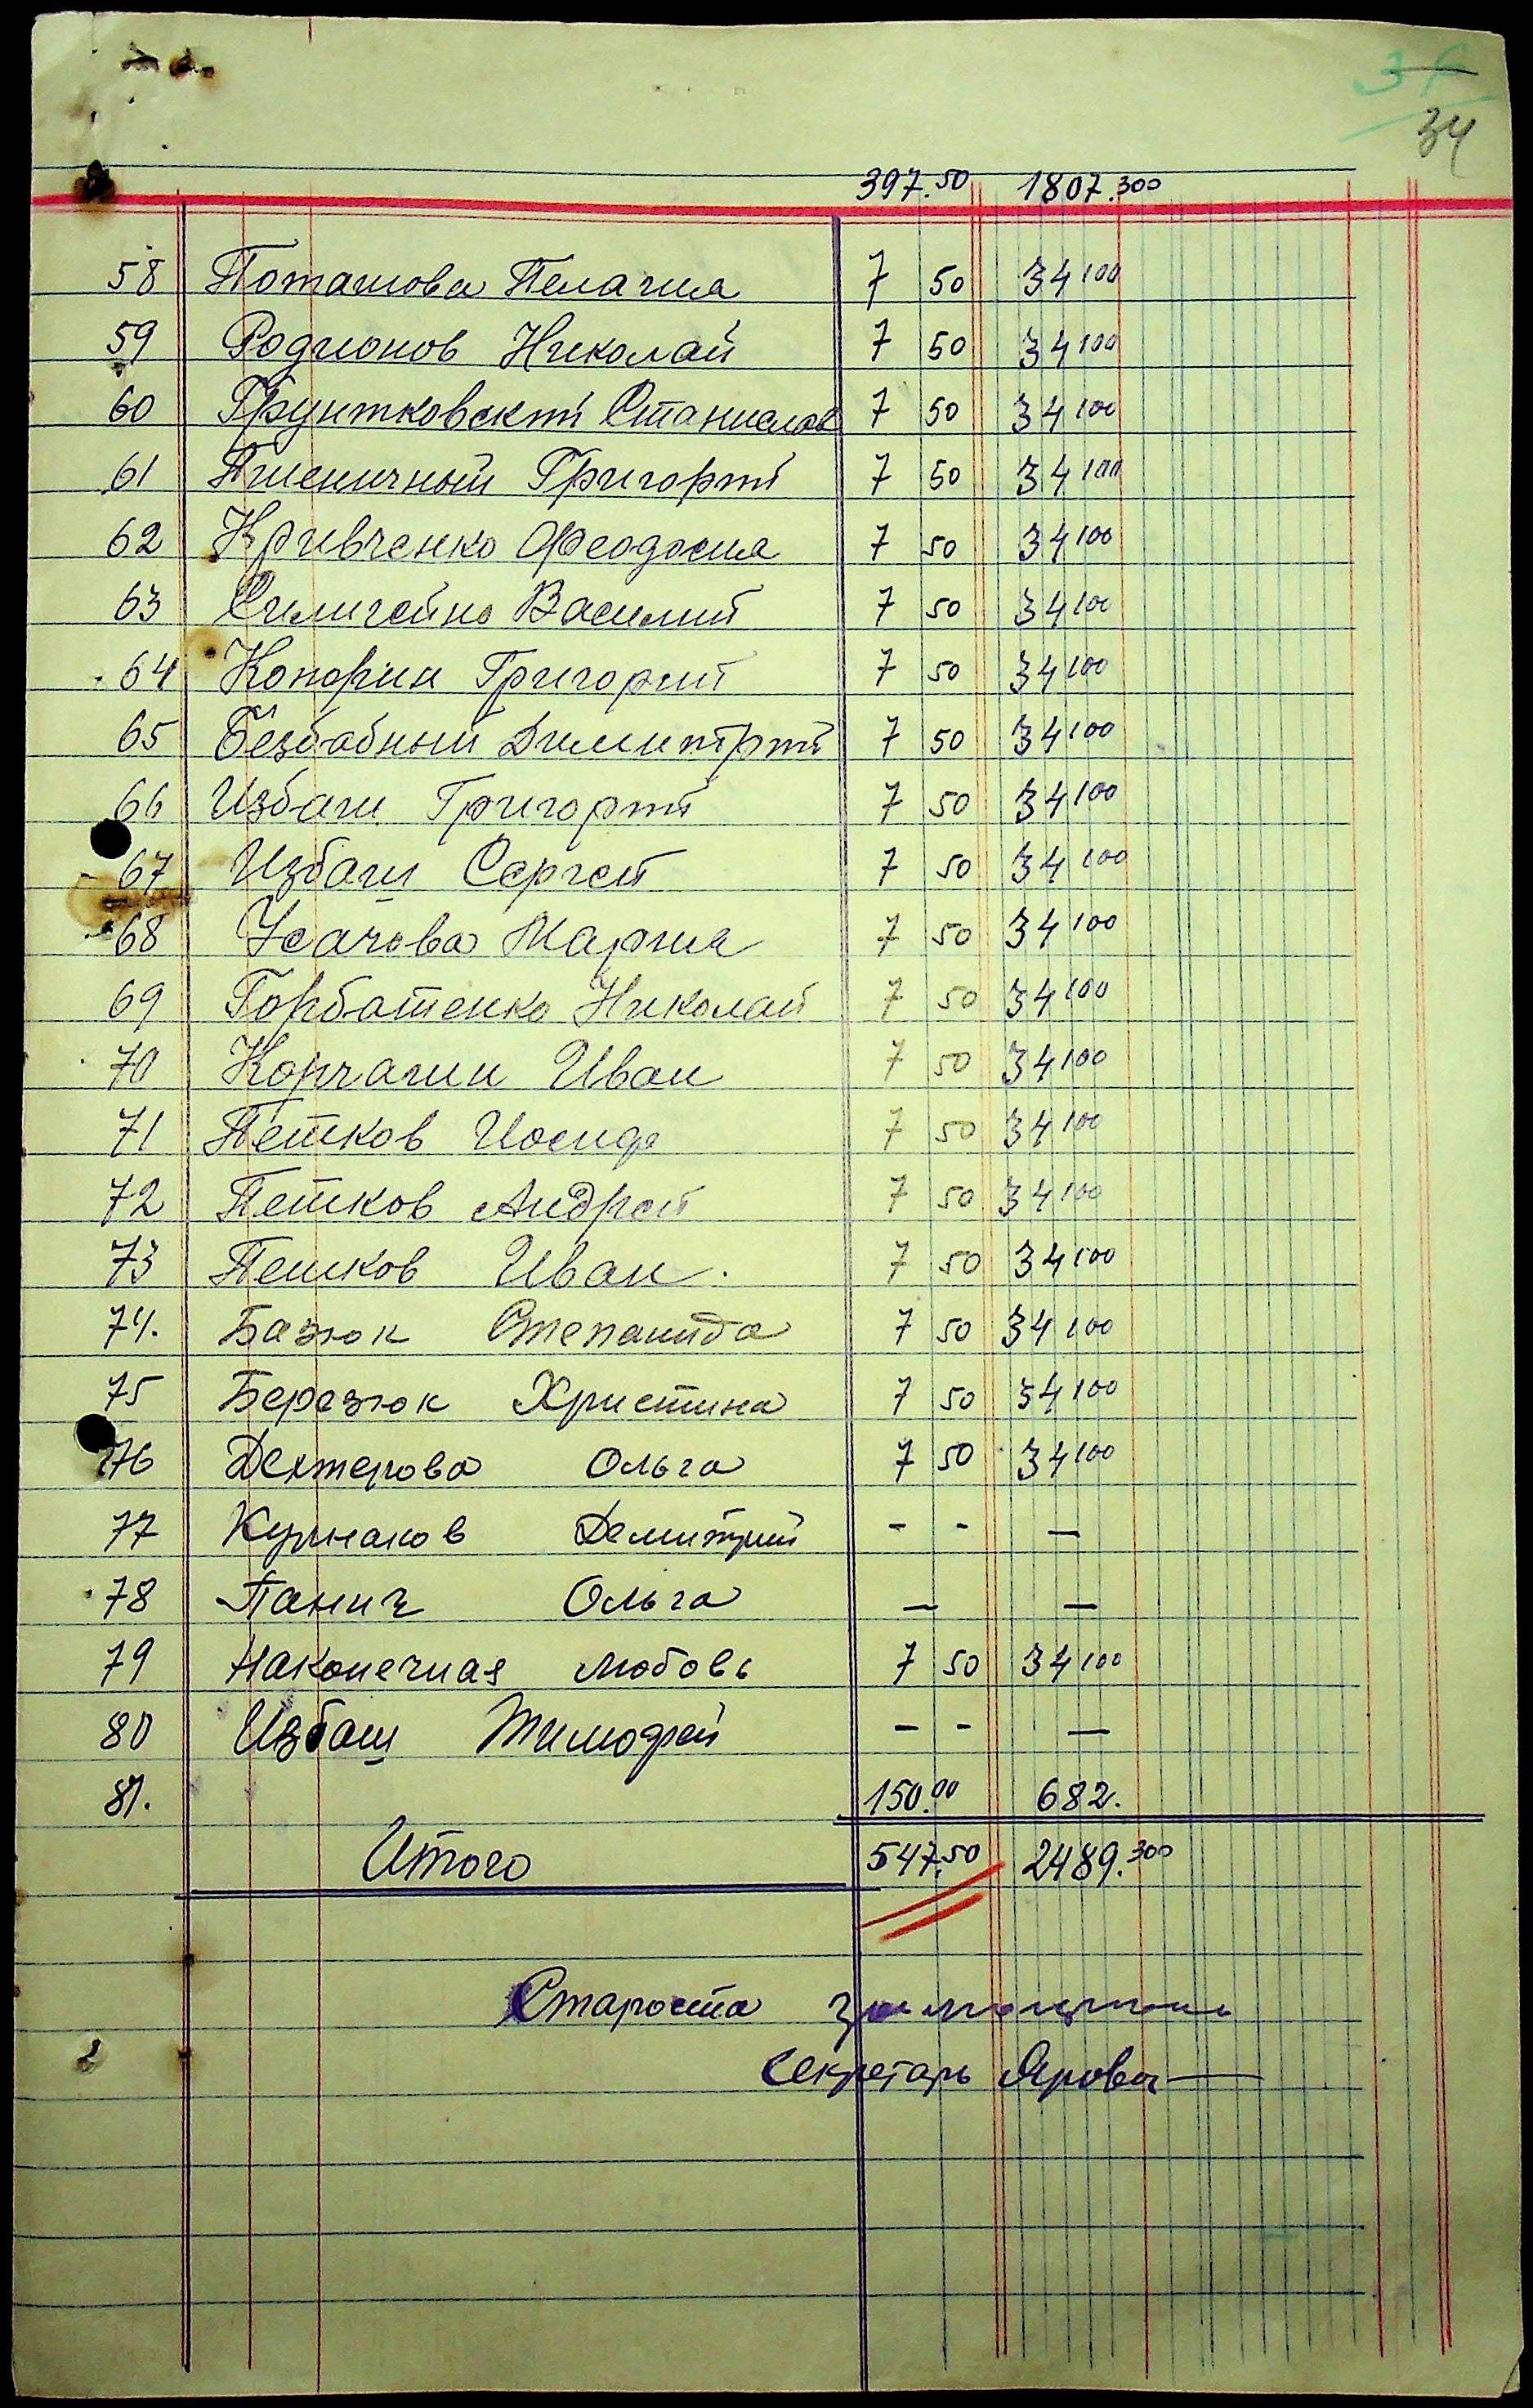 34
397.50 1807.300
58 Поташова Пелагия 7 50 34 100
59 Родионов Николай 7 50 34 100
60 Грунтковский Станислав 7 50 34 100
61 Пшеничный Григорий 7 50 34 100
62 Кривченко Феодосия 7 50 34 100
63 Василий 7 50 34 100
64 Конорин Григорий 7 50 34 100
65 Безбабный Димитрий 7 50 34 100
66 Избаш Григорий 7 50 34 100
67 Избаш Сергей 7 50 34 100
68 Усачова Мария 7 50 34 100
69 Горбатенко Николай 7 50 34 100
70 Корчагин Иван 7 50 34 100
71 Петков Иосиф 7 50 34 100
72 Петков Андрей 7 50 34 100
73 Пешков Иван. 7 50 34 100
74. Базюк Степанида 7 50 34 100
75 Березюк Христина 7 50 34 100
76 Дехтерова Ольга 7 50 34 100
77 Курнаков Демитрий - - —
78 Панич Ольга — —
79 Наконечная Любовь 7 50 34 100
80 Избаш Тимофей - - —
81. 150.00 682.
Итого 547.50 2489.300
Староста
Секретарь Яровой